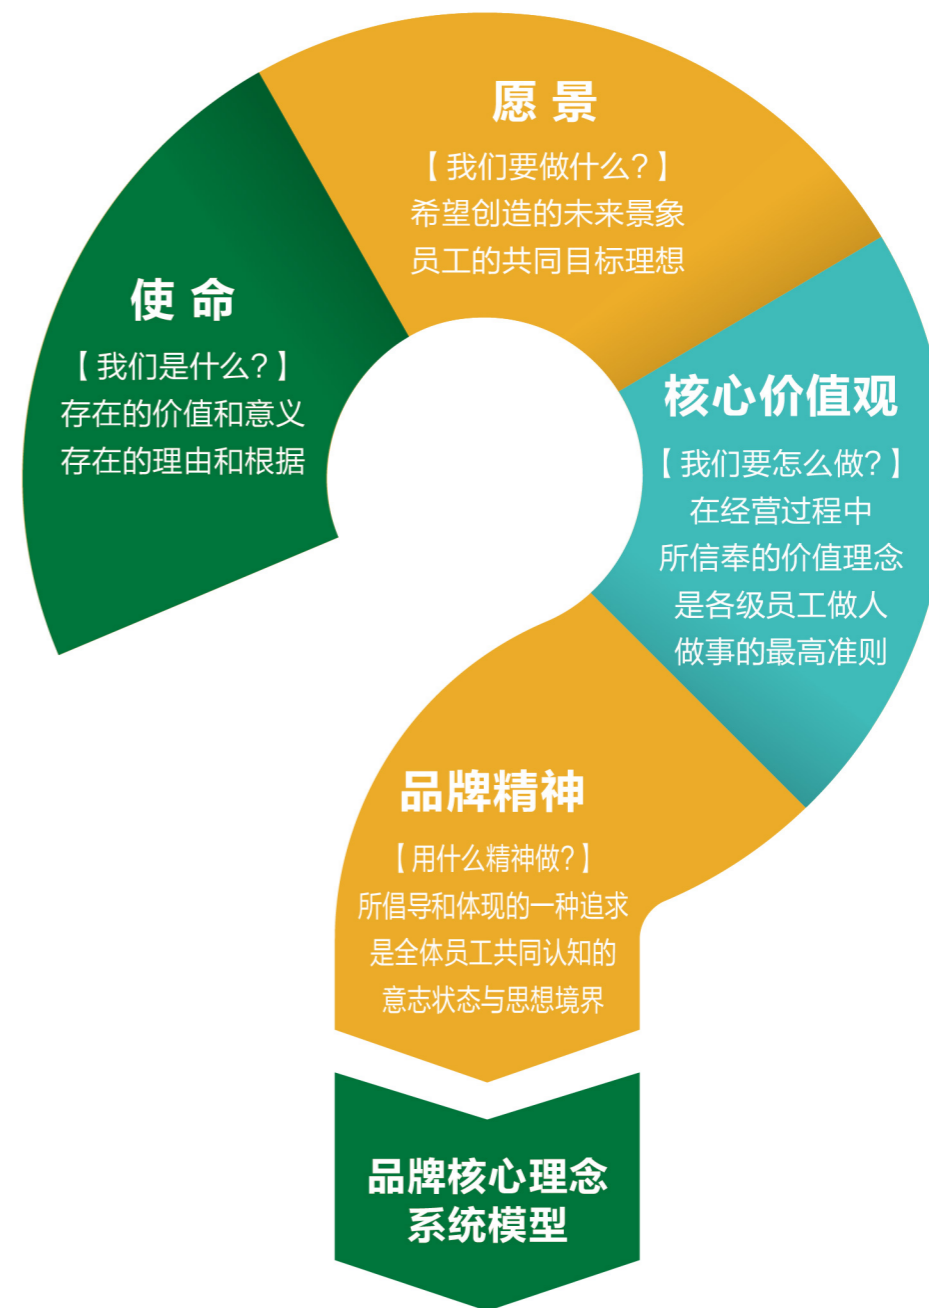 使命
【我们是什么？】
存在的价值和意义
存在的理由和根据
愿景
【我们要做什么？】
希望创造的未来景象
员工的共同目标理想
核心价值观
【我们要怎么做？】
在经营过程中
所信奉的价值理念
是各级员工做人
做事的最高准则
品牌精神
【用什么精神做？】
所倡导和体现的一种追求
是全体员工共同认知的
意志状态与思想境界
品牌核心理念
系统模型